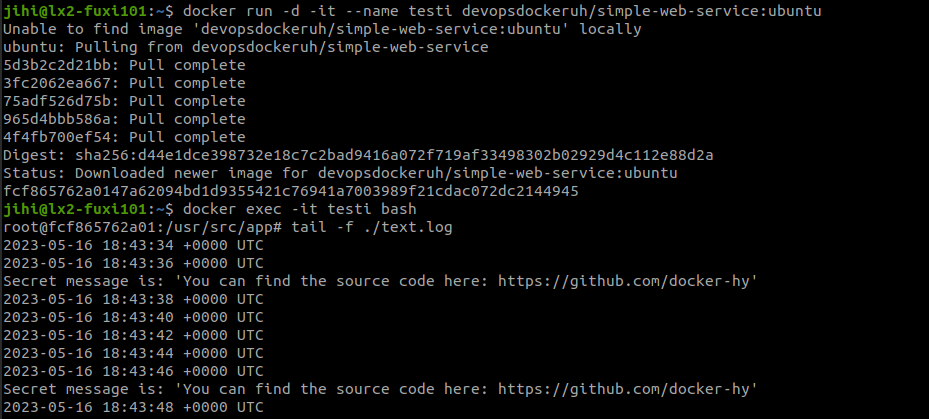 jihi@lx2-fuxi101:~$ docker run -d -it --name testi devopsdockeruh/simple-web-service:ubuntu
Unable to find image 'devopsdockeruh/simple-web-service:ubuntu' locally
ubuntu: Pulling from devopsdockeruh/simple-web-service
5d3b2c2d21bb: Pull complete
3fc2062ea667: Pull complete
75adf526d75b: Pull complete
965d4bbb586a: Pull complete
4f4fb700ef54: Pull complete
Digest: sha256:d44e1dce398732e18c7c2bad9416a072f719af33498302b02929d4c112e88d2a
Status: Downloaded newer image for devopsdockeruh/simple-web-service:ubuntu
fcf865762a0147a62094bd1d9355421c76941a7003989f21cdac072dc2144945
jihi@lx2-fuxi101:~$ docker exec -it testi bash
root@fcf865762a01:/usr/src/app# tail -f ./text.log
2023-05-16 18:43:34 +0000 UTC
2023-05-16 18:43:36 +0000 UTC
Secret message is: 'You can find the source code here: https://github.com/docker-hy'
2023-05-16 18:43:38 +0000 UTC
2023-05-16 18:43:40 +0000 UTC
2023-05-16 18:43:42 +0000 UTC
2023-05-16 18:43:44 +0000 UTC
2023-05-16 18:43:46 +0000 UTC
Secret message is: 'You can find the source code here: https://github.com/docker-hy'
2023-05-16 18:43:48 +0000 UTC